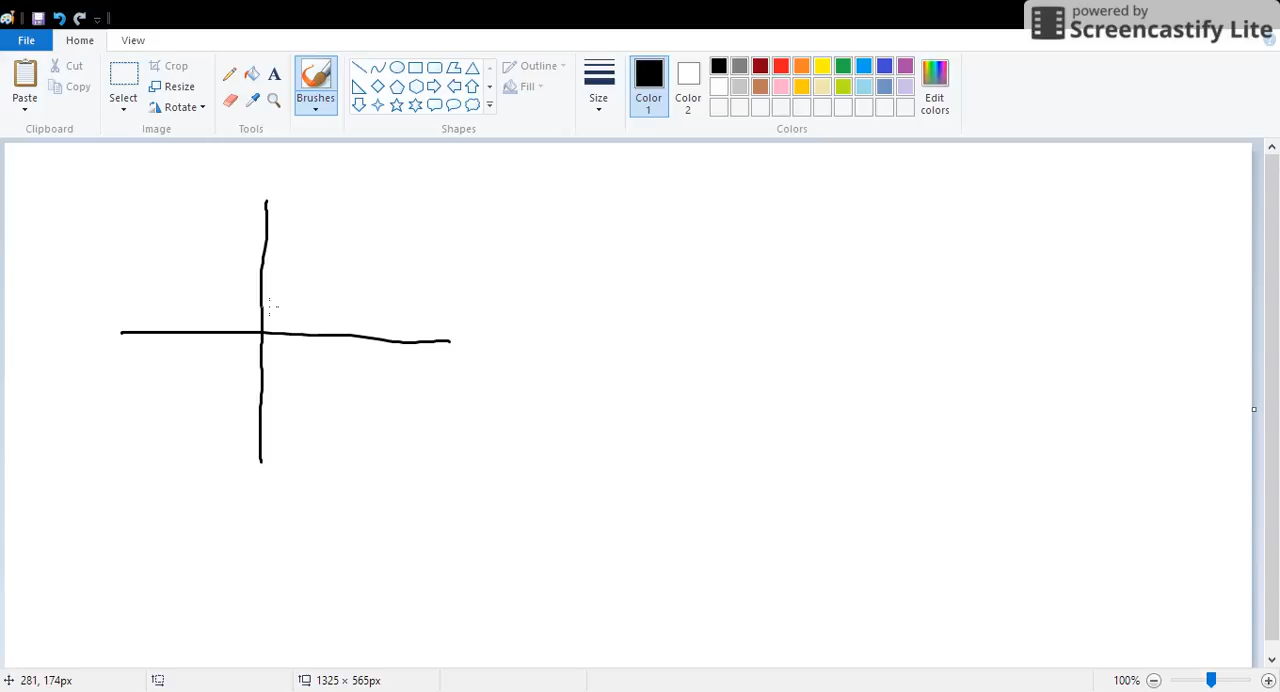 powered by
Screencastify Lite
File Home View
Cut
Copy
Paste
Clipboard
Select
Crop
Resize
Rotate
Image
A
Tools
Brushes
Outline
Fill
Shapes
Size
Color 1
Color 2
Edit colors
Colors
281, 174px
1325 × 565px
100%